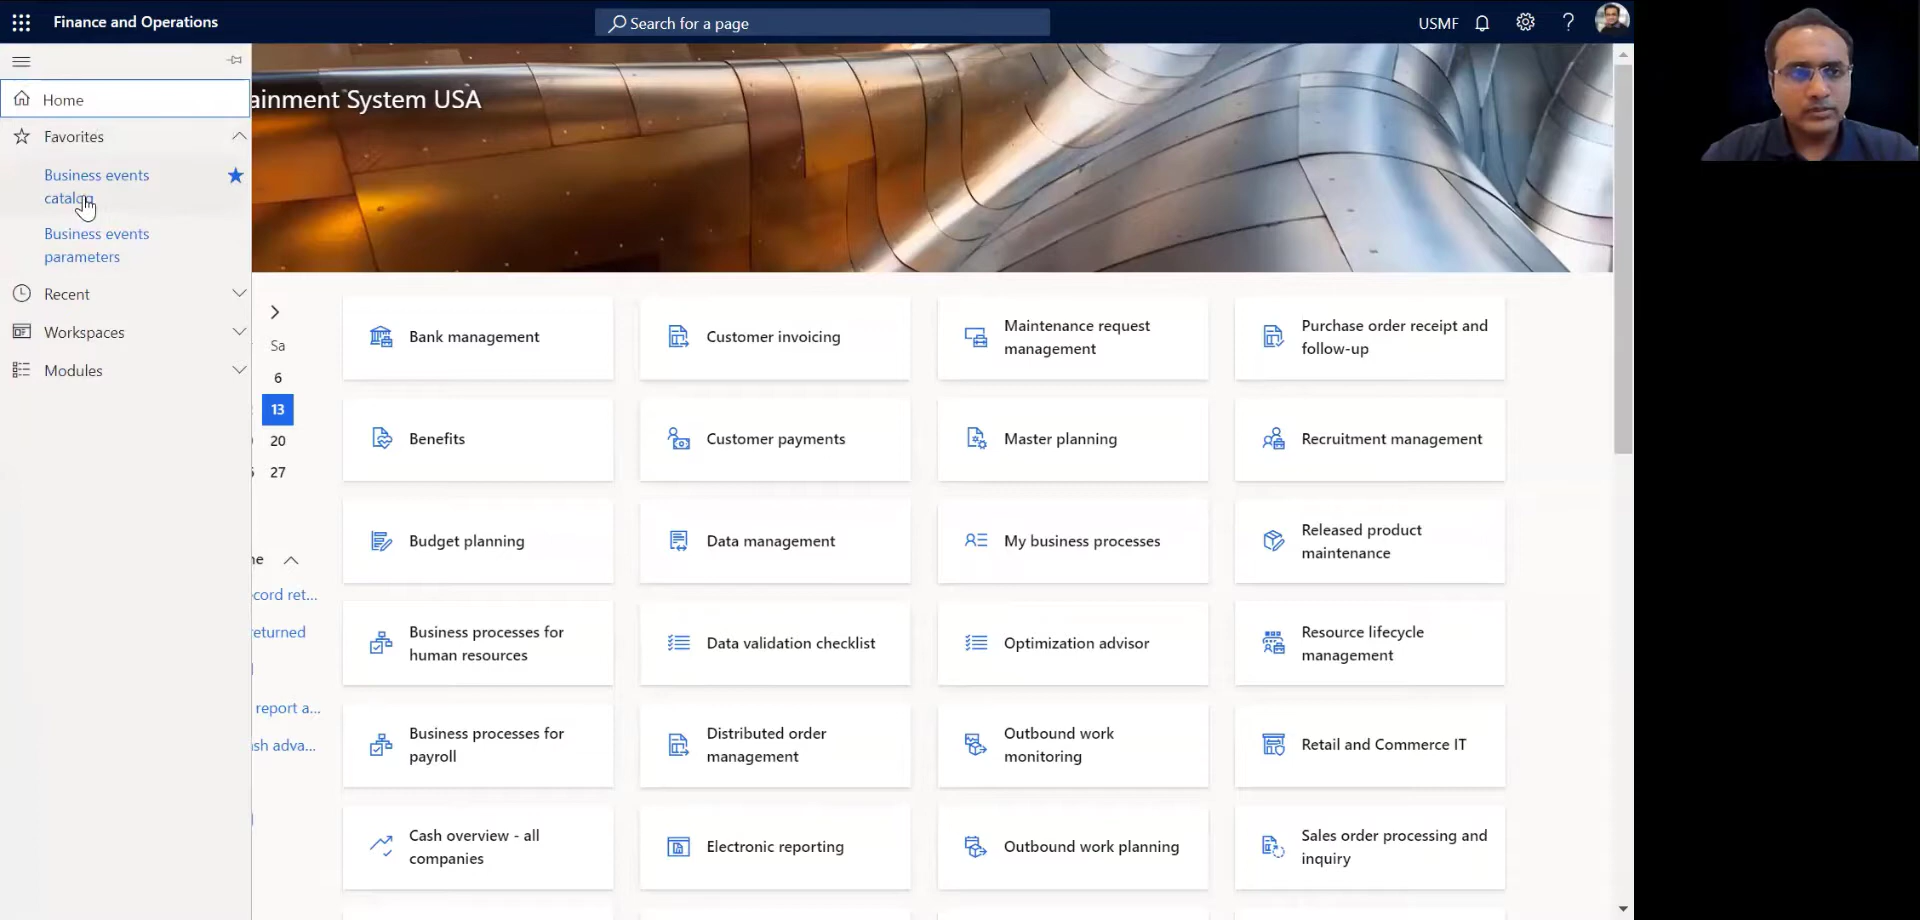 Finance and Operations
Search for a page
USMF
Home
ainment System USA
Favorites
Business events
catalog
Business events
parameters
Recent
Workspaces
Modules
Sa
6
13
20
27
ne
cord ret...
returned
report a...
sh adva...
Bank management
Customer invoicing
Maintenance request
management
Purchase order receipt and
follow-up
Benefits
Customer payments
Master planning
Recruitment management
Budget planning
Data management
My business processes
Released product
maintenance
Business processes for
human resources
Data validation checklist
Optimization advisor
Resource lifecycle
management
Business processes for
payroll
Distributed order
management
Outbound work
monitoring
Retail and Commerce IT
Cash overview - all
companies
Electronic reporting
Outbound work planning
Sales order processing and
inquiry